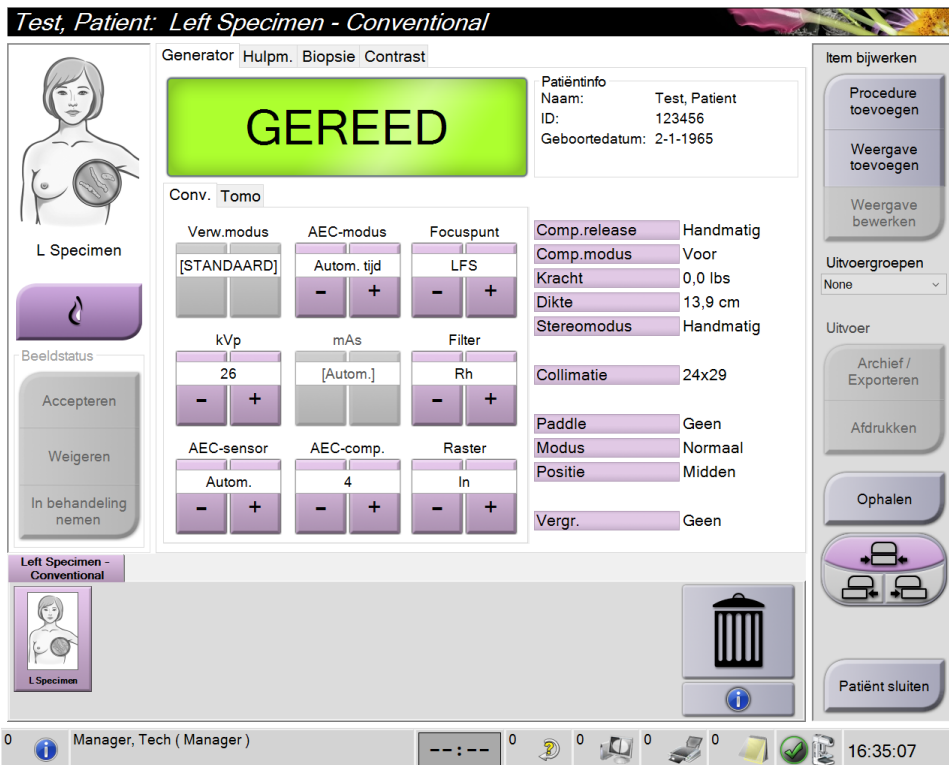 Test, Patient:  Left Specimen - Conventional
Generator Hulpm. Biopsie Contrast
GEREED
Patiëntinfo
Naam: Test, Patient
ID: 123456
Geboortedatum: 2-1-1965
L Specimen
Beeldstatus
Accepteren
Weigeren
In behandeling
nemen
Conv. Tomo
Verw.modus AEC-modus Focuspunt
[STANDAARD] Autom. tijd LFS
- + - +
kVp mAs Filter
26 [Autom.] Rh
- + - +
AEC-sensor AEC-comp. Raster
Autom. 4 In
- + - + - +
Comp.release Handmatig
Comp.modus Voor
Kracht 0,0 lbs
Dikte 13,9 cm
Stereomodus Handmatig
Collimatie 24x29
Paddle Geen
Modus Normaal
Positie Midden
Vergr. Geen
Item bijwerken
Procedure
toevoegen
Weergave
toevoegen
Weergave
bewerken
Uitvoergroepen
None
Uitvoer
Archief /
Exporteren
Afdrukken
Ophalen
Patiënt sluiten
Left Specimen -
Conventional
L Specimen
0 Manager, Tech ( Manager ) --:-- 0 0 0 0 16:35:07